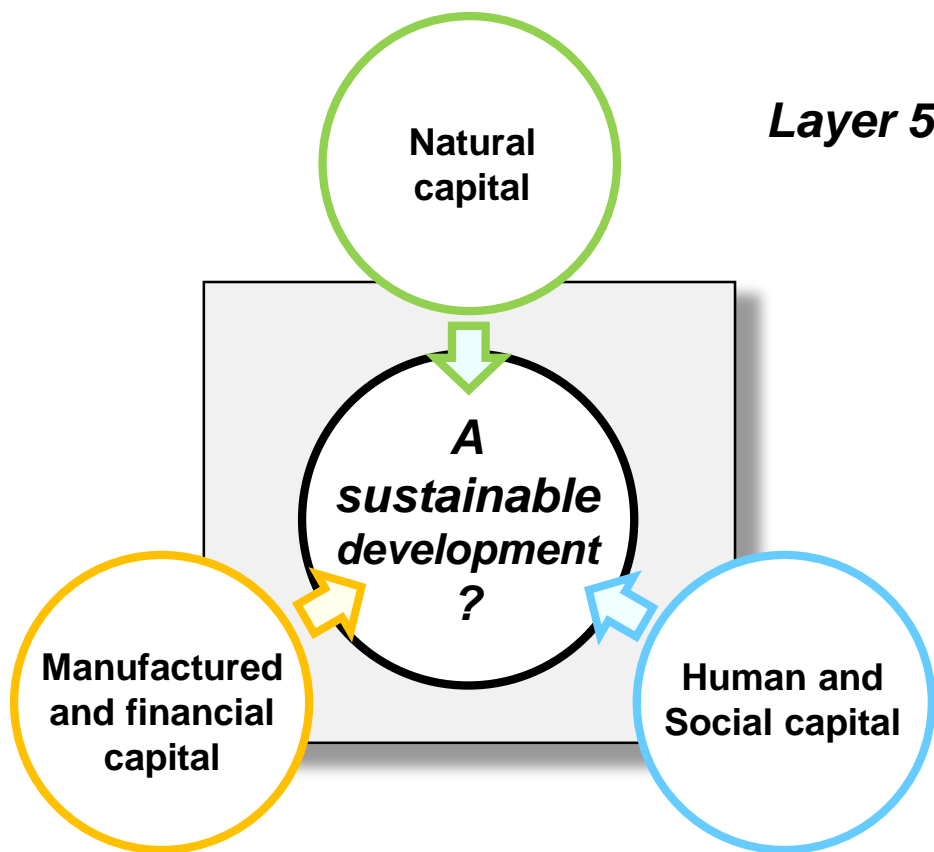 Layer 5
Natural
capital
A
sustainable
development
?
Manufactured
and financial
capital
Human and
Social capital